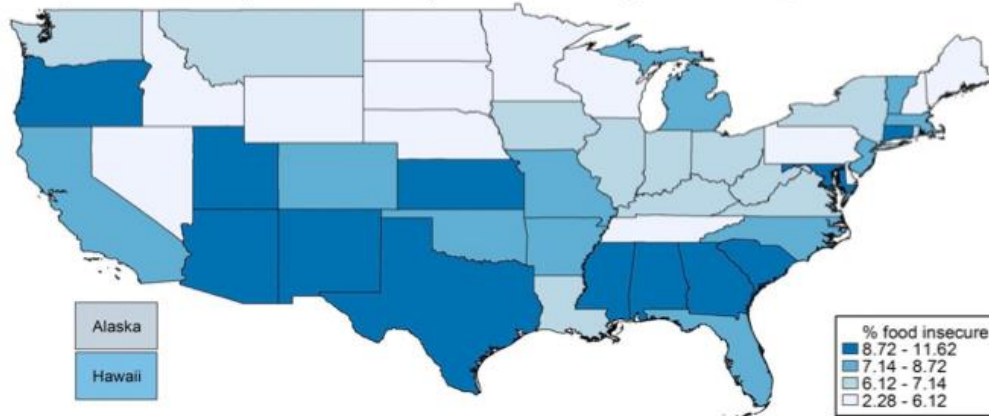 Alaska
Hawaii
% food insecure
8.72 - 11.62
7.14 - 8.72
6.12 - 7.14
2.28 - 6.12